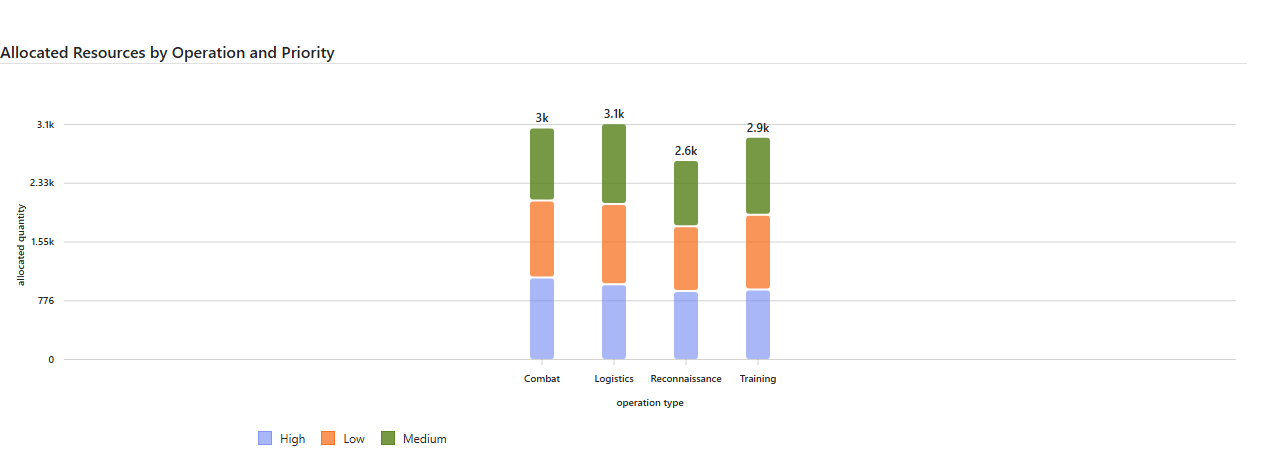 Allocated Resources by Operation and Priority
3k
3.1k
2.6k
2.9k
3.1k
2.33k
1.55k
776
0
allocated quantity
Combat
Logistics
Reconnaissance
Training
operation type
High
Low
Medium